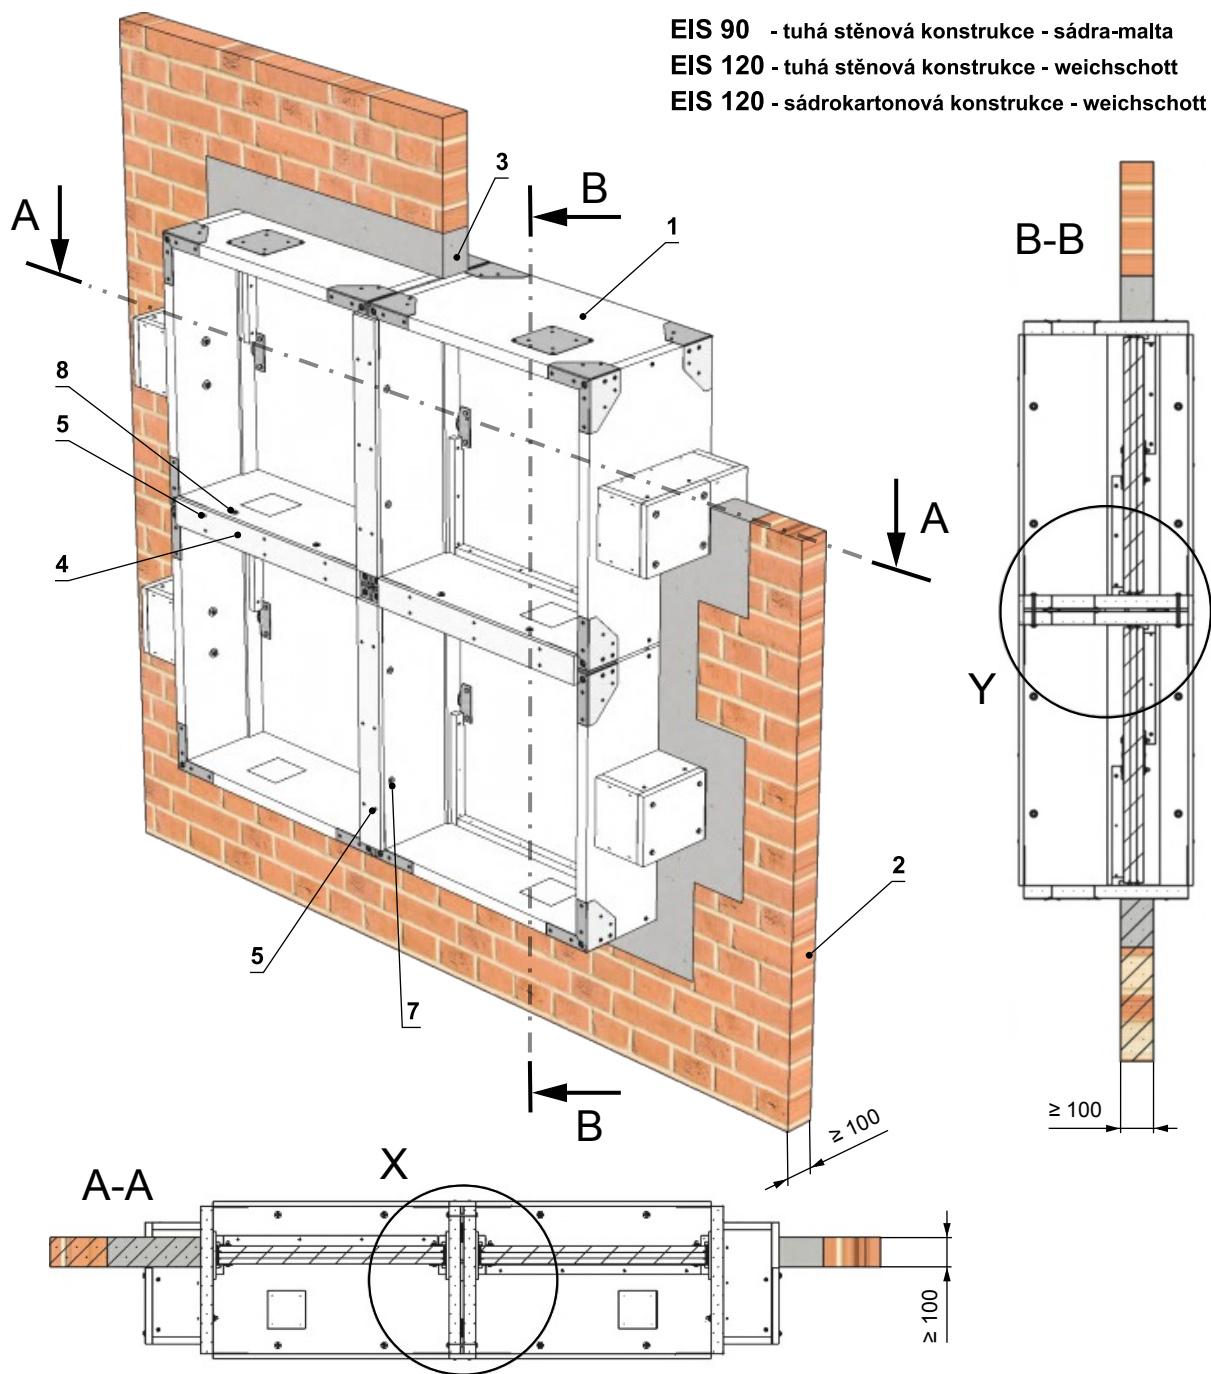 EIS 90 - tuhá stěnová konstrukce - sádra-malta
EIS 120 - tuhá stěnová konstrukce - weichschott
EIS 120 - sádrokartonová konstrukce - weichschott
3
B
1
A
B-B
8
5
4
A
Y
2
5
7
B
≥ 100
≥ 100
X
A-A
≥ 100